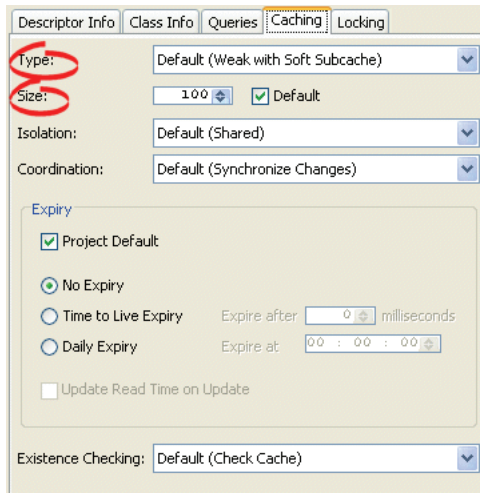 Descriptor Info Class Info Queries Caching Locking
Type: Default (Weak with Soft Subcache)
Size: 100 Default
Isolation: Default (Shared)
Coordination: Default (Synchronize Changes)
Expiry
Project Default
No Expiry
Time to Live Expiry Expire after 0 milliseconds
Daily Expiry Expire at 00 : 00 : 00
Update Read Time on Update
Existence Checking: Default (Check Cache)